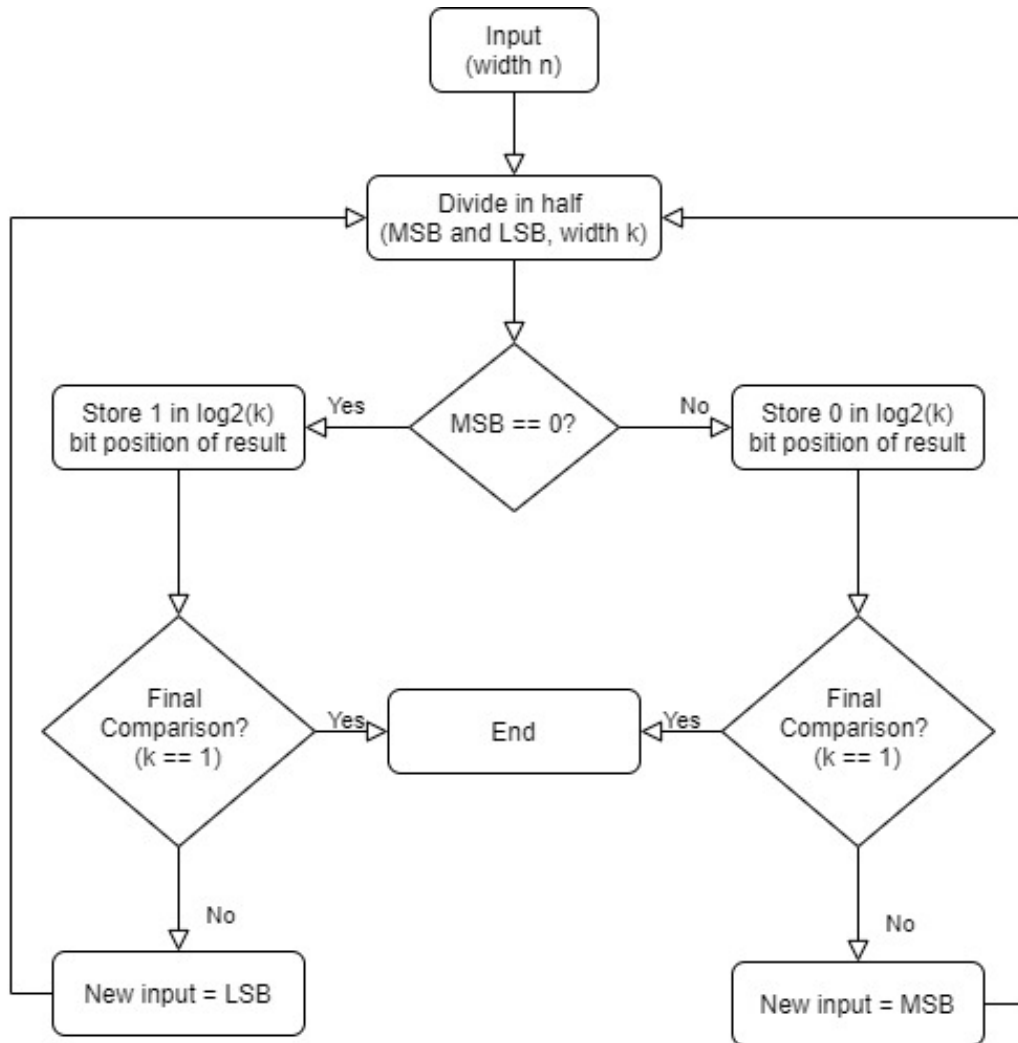 Input
(width n)
Divide in half
(MSB and LSB, width k)
MSB == 0?
Yes
No
Store 1 in log2(k)
bit position of result
Store 0 in log2(k)
bit position of result
Final
Comparison?
(k == 1)
Yes
End
Yes
Final
Comparison?
(k == 1)
No
No
New input = LSB
New input = MSB